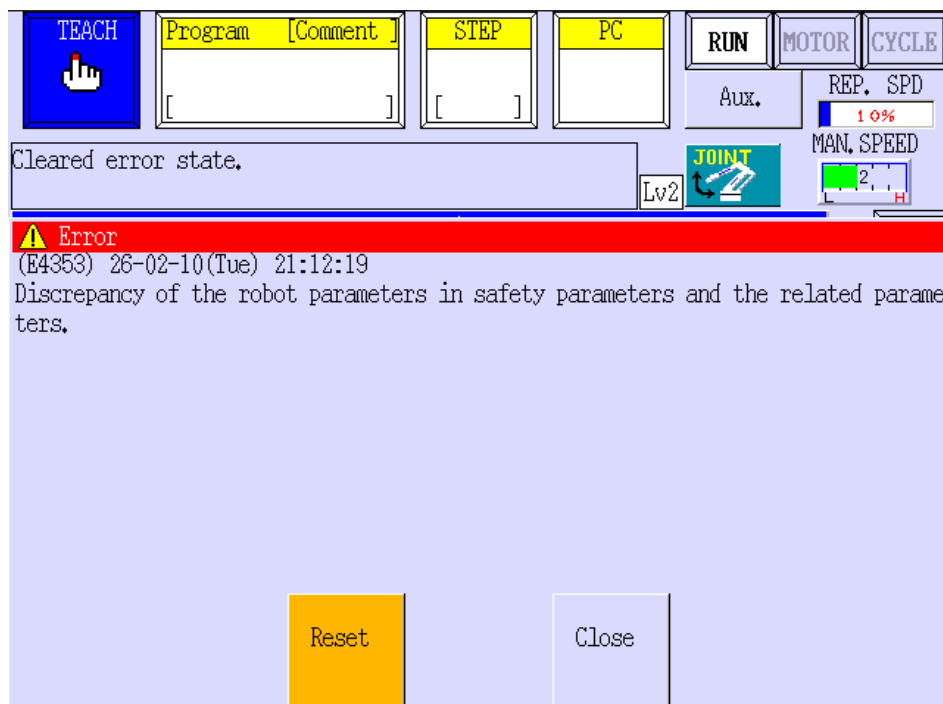 TEACH
Program [Comment ]
STEP
PC
RUN
MOTOR
CYCLE
[ ]
[ ]
Aux.
REP. SPD
10%
Cleared error state.
Lv2
JOINT
MAN. SPEED
2
L H
Error
(E4353) 26-02-10(Tue) 21:12:19
Discrepancy of the robot parameters in safety parameters and the related parame
ters.
Reset
Close